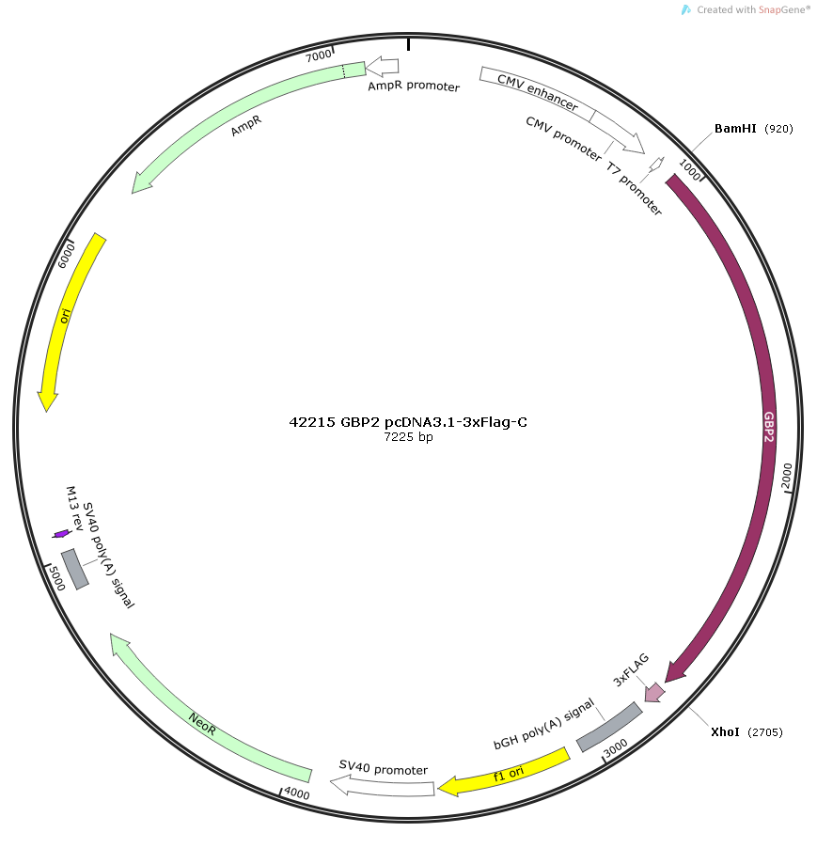 Created with SnapGene®
7000
AmpR promoter
CMV enhancer
CMV promoter
T7 promoter
BamHI (920)
1000
AmpR
6000
ori
42215 GBP2 pcDNA3.1-3xFlag-C
7225 bp
GBP2
2000
M13 rev
SV40 poly(A) signal
5000
3xFLAG
bGH poly(A) signal
XhoI (2705)
3000
NeoR
SV40 promoter
f1 ori
4000